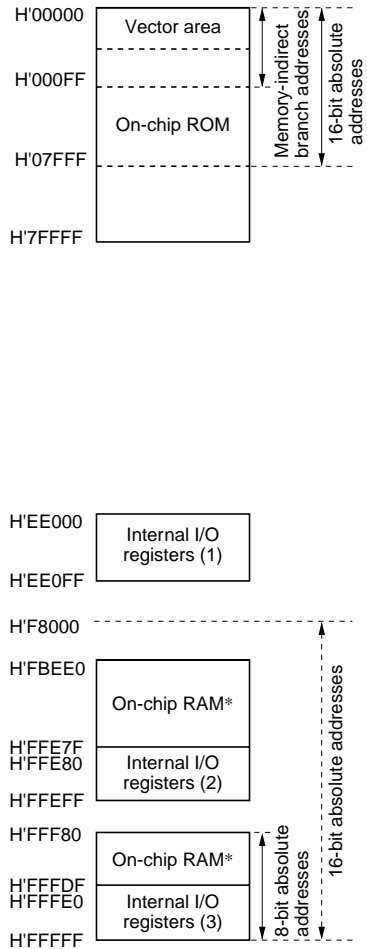 H'00000
Vector area
H'000FF
On-chip ROM
H'07FFF
H'7FFFF
Memory-indirect
branch addresses
16-bit absolute
addresses
H'EE000
Internal I/O
registers (1)
H'EE0FF
H'F8000
H'FBEE0
On-chip RAM*
H'FFE7F
H'FFE80
Internal I/O
registers (2)
H'FFEFF
H'FFF80
On-chip RAM*
H'FFFDF
H'FFFE0
Internal I/O
registers (3)
H'FFFFF
8-bit absolute
addresses
16-bit absolute addresses